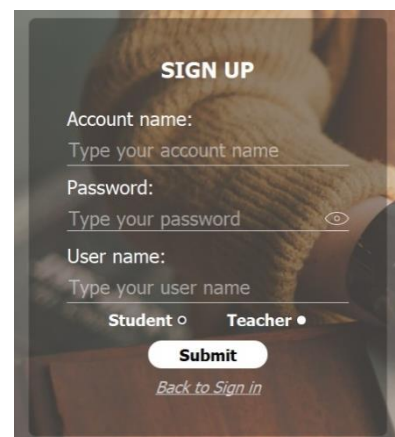 SIGN UP
Account name:
Type your account name
Password:
Type your password
User name:
Type your user name
Student Teacher
Submit
Back to Sign in